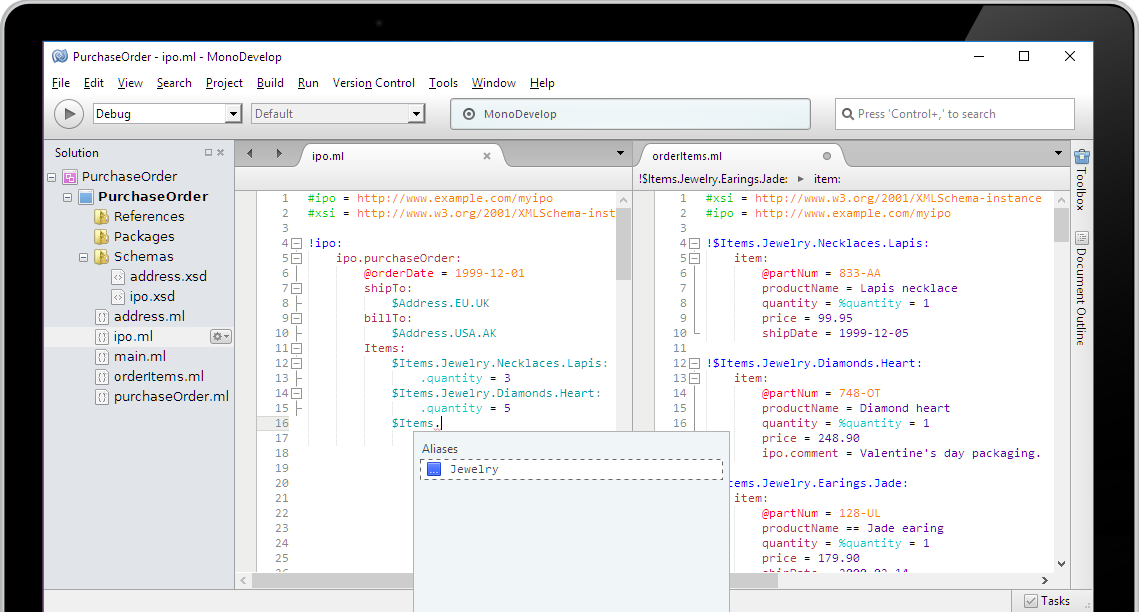 PurchaseOrder - ipo.ml - MonoDevelop
File Edit View Search Project Build Run Version Control Tools Window Help
Debug Default MonoDevelop Press 'Control+,' to search
Solution
PurchaseOrder
PurchaseOrder
References
Packages
Schemas
address.xsd
ipo.xsd
address.ml
ipo.ml
main.ml
orderItems.ml
purchaseOrder.ml
ipo.ml
1 #ipo = http://www.example.com/myipo
2 #xsi = http://www.w3.org/2001/XMLSchema-inst
3
4 !ipo:
5 ipo.purchaseOrder:
6 @orderDate = 1999-12-01
7 shipTo:
8 $Address.EU.UK
9 billTo:
10 $Address.USA.AK
11 Items:
12 $Items.Jewelry.Necklaces.Lapis:
13 .quantity = 3
14 $Items.Jewelry.Diamonds.Heart:
15 .quantity = 5
16 $Items.
17
18
19
20
21
22
23
24
25
Aliases
Jewelry
orderItems.ml
!$Items.Jewelry.Earings.Jade: item:
1 #xsi = http://www.w3.org/2001/XMLSchema-instance
2 #ipo = http://www.example.com/myipo
3
4 !$Items.Jewelry.Necklaces.Lapis:
5 item:
6 @partNum = 833-AA
7 productName = Lapis necklace
8 quantity = %quantity = 1
9 price = 99.95
10 shipDate = 1999-12-05
11
12 !$Items.Jewelry.Diamonds.Heart:
13 item:
14 @partNum = 748-OT
15 productName = Diamond heart
16 quantity = %quantity = 1
price = 248.90
ipo.comment = Valentine's day packaging.
tems.Jewelry.Earings.Jade:
item:
@partNum = 128-UL
productName == Jade earing
quantity = %quantity = 1
price = 179.90
Toolbox
Document Outline
Tasks